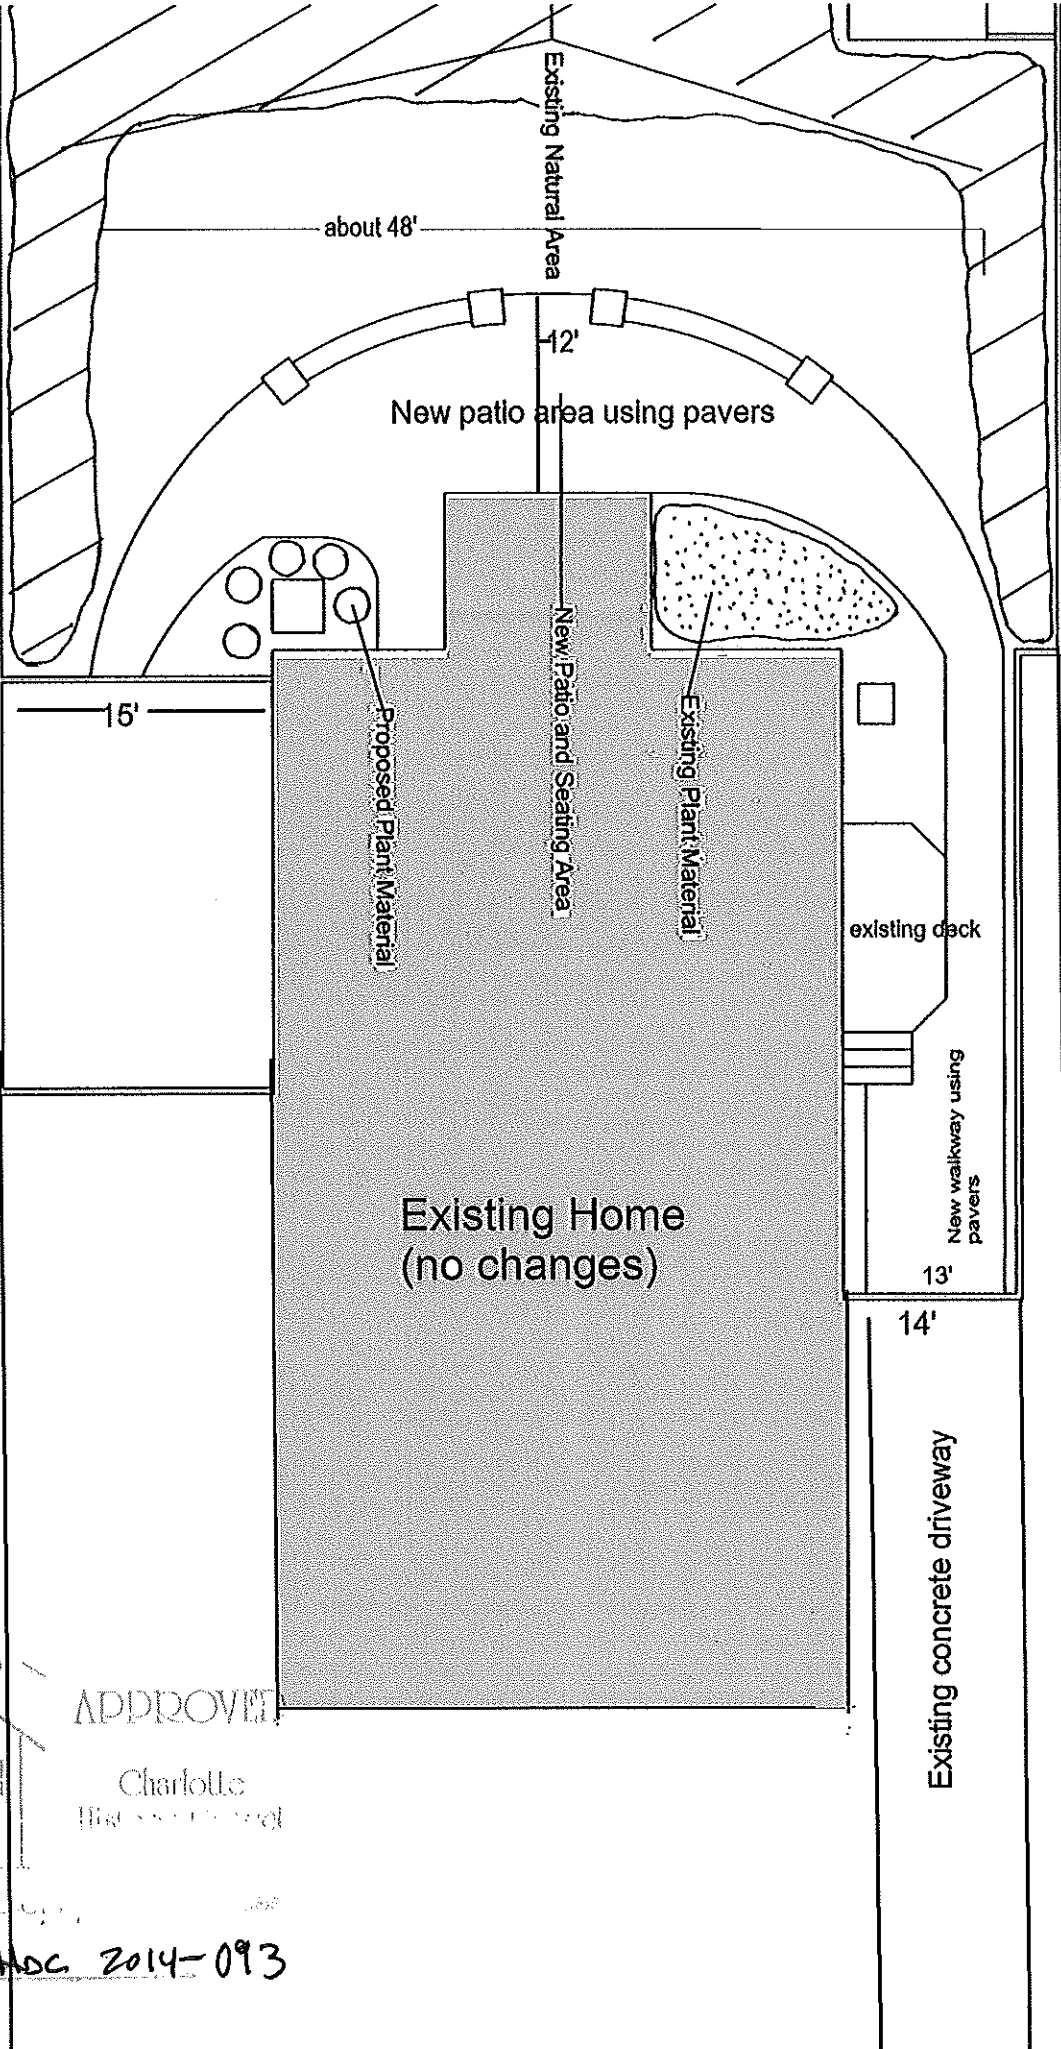 Existing Natural Area
about 48'
12'
New patio area using pavers
15'
Proposed Plant Material
New Patio and Seating Area
Existing Plant Material
existing deck
New walkway using
pavers
Existing Home
(no changes)
13'
14'
Existing concrete driveway
APPROVED
Charlotte
HDC 2014-093